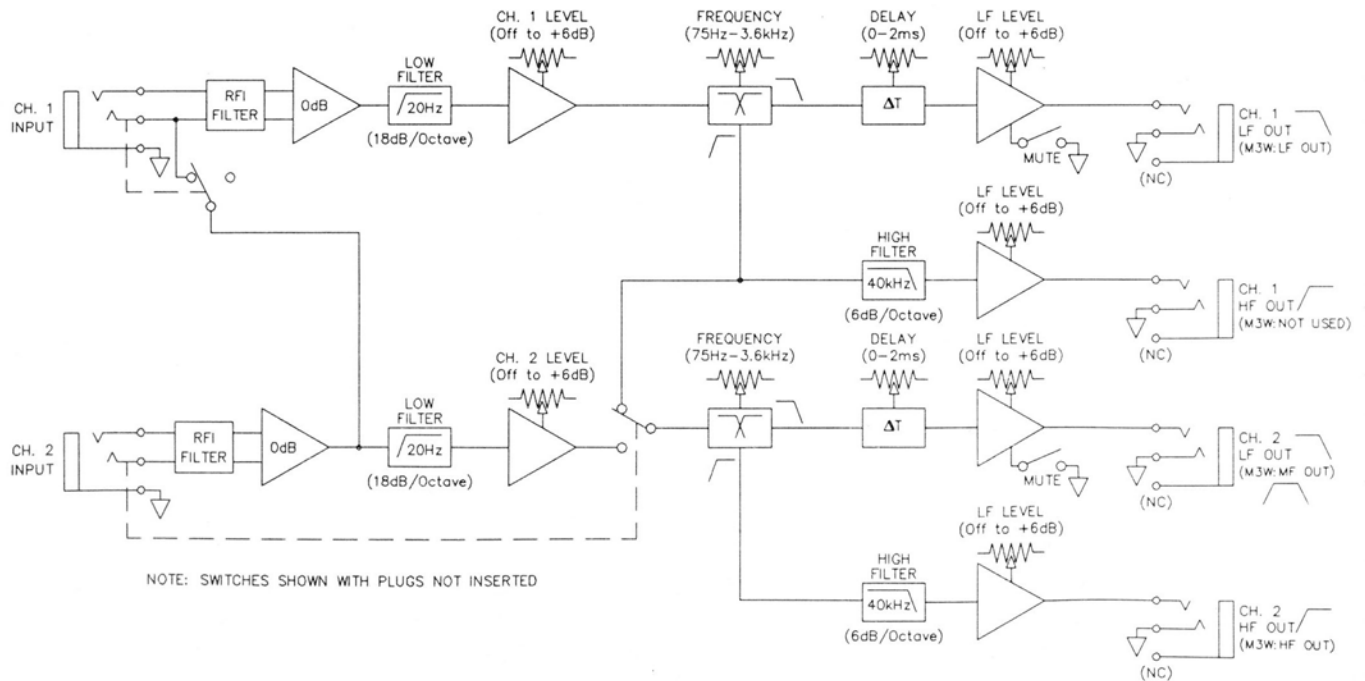 CH. 1 LEVEL
(Off to +6dB)
FREQUENCY
(75Hz-3.6kHz)
DELAY
(0-2ms)
LF LEVEL
(Off to +6dB)
LOW
FILTER
CH. 1
INPUT
RFI
FILTER
0dB
20Hz
(18dB/Octave)
ΔT
MUTE
CH. 1
LF OUT
(M3W:LF OUT)
(NC)
LF LEVEL
(Off to +6dB)
HIGH
FILTER
40kHz
(6dB/Octave)
CH. 1
HF OUT
(M3W:NOT USED)
(NC)
CH. 2 LEVEL
(Off to +6dB)
FREQUENCY
(75Hz-3.6kHz)
DELAY
(0-2ms)
LF LEVEL
(Off to +6dB)
LOW
FILTER
CH. 2
INPUT
RFI
FILTER
0dB
20Hz
(18dB/Octave)
ΔT
MUTE
CH. 2
LF OUT
(M3W:MF OUT)
(NC)
LF LEVEL
(Off to +6dB)
NOTE: SWITCHES SHOWN WITH PLUGS NOT INSERTED
HIGH
FILTER
40kHz
(6dB/Octave)
CH. 2
HF OUT
(M3W:HF OUT)
(NC)